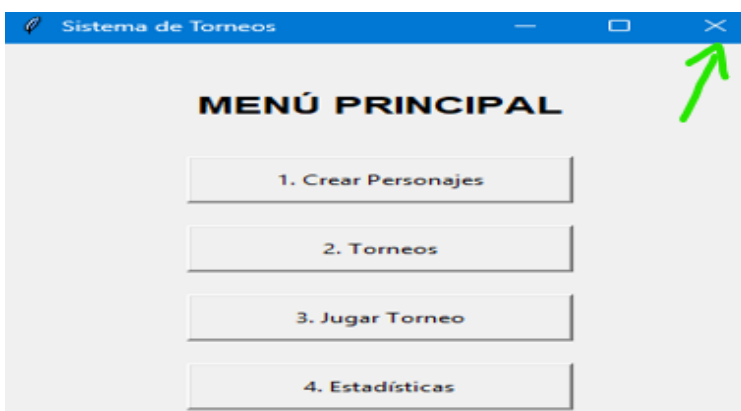 Sistema de Torneos
MENÚ PRINCIPAL
1. Crear Personajes
2. Torneos
3. Jugar Torneo
4. Estadísticas